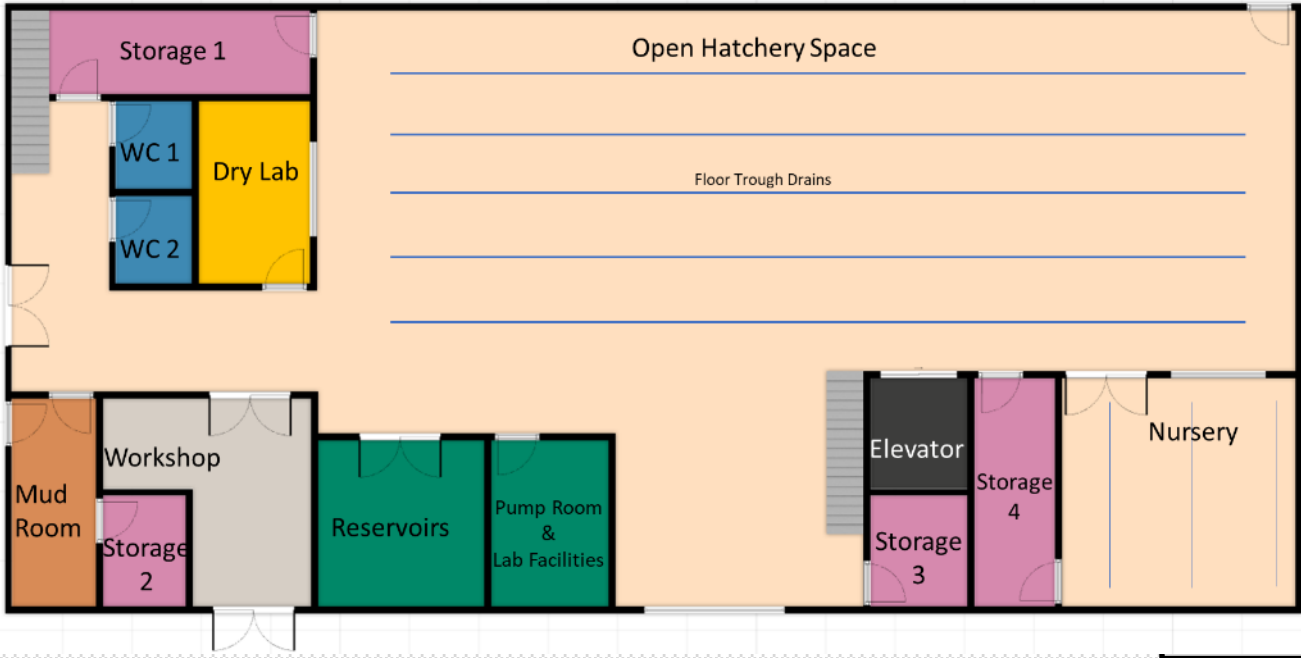 Storage 1
Open Hatchery Space
WC 1
Dry Lab
Floor Trough Drains
WC 2
Workshop
Mud
Room
Storage
2
Reservoirs
Pump Room
&
Lab Facilities
Elevator
Storage
3
Storage
4
Nursery